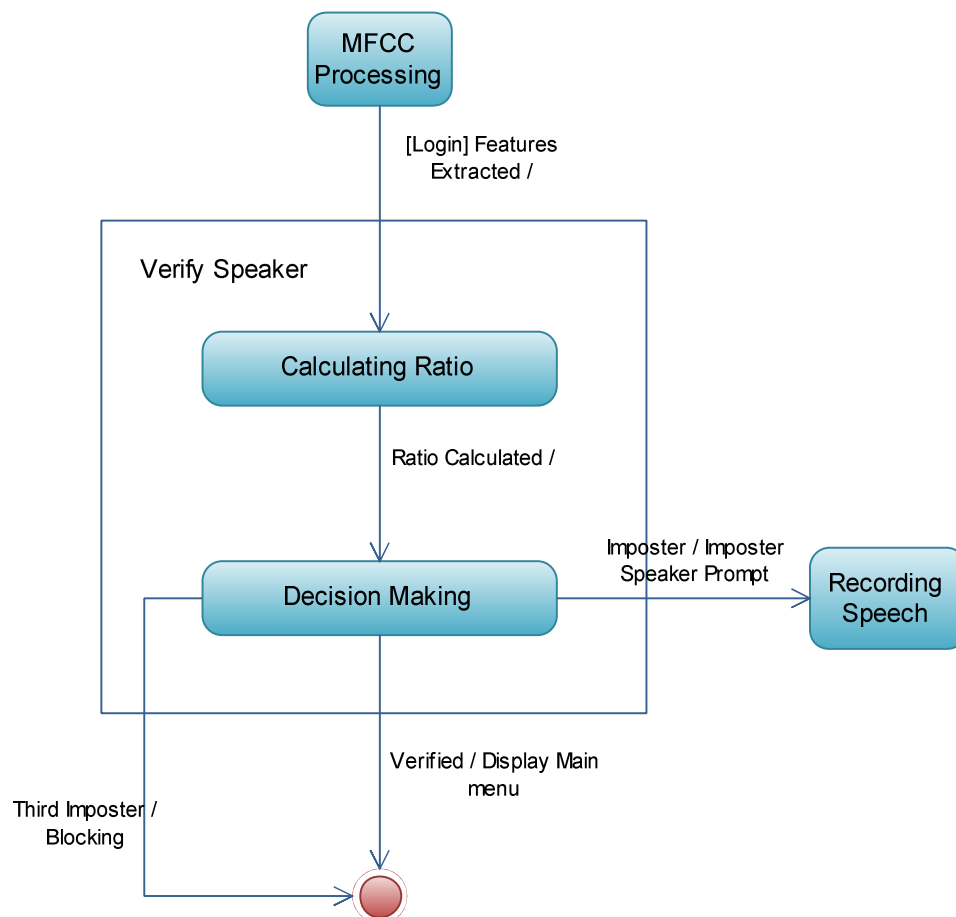 MFCC
Processing
[Login] Features
Extracted /
Verify Speaker
Calculating Ratio
Ratio Calculated /
Imposter / Imposter
Speaker Prompt
Decision Making
Recording
Speech
Verified / Display Main
menu
Third Imposter /
Blocking